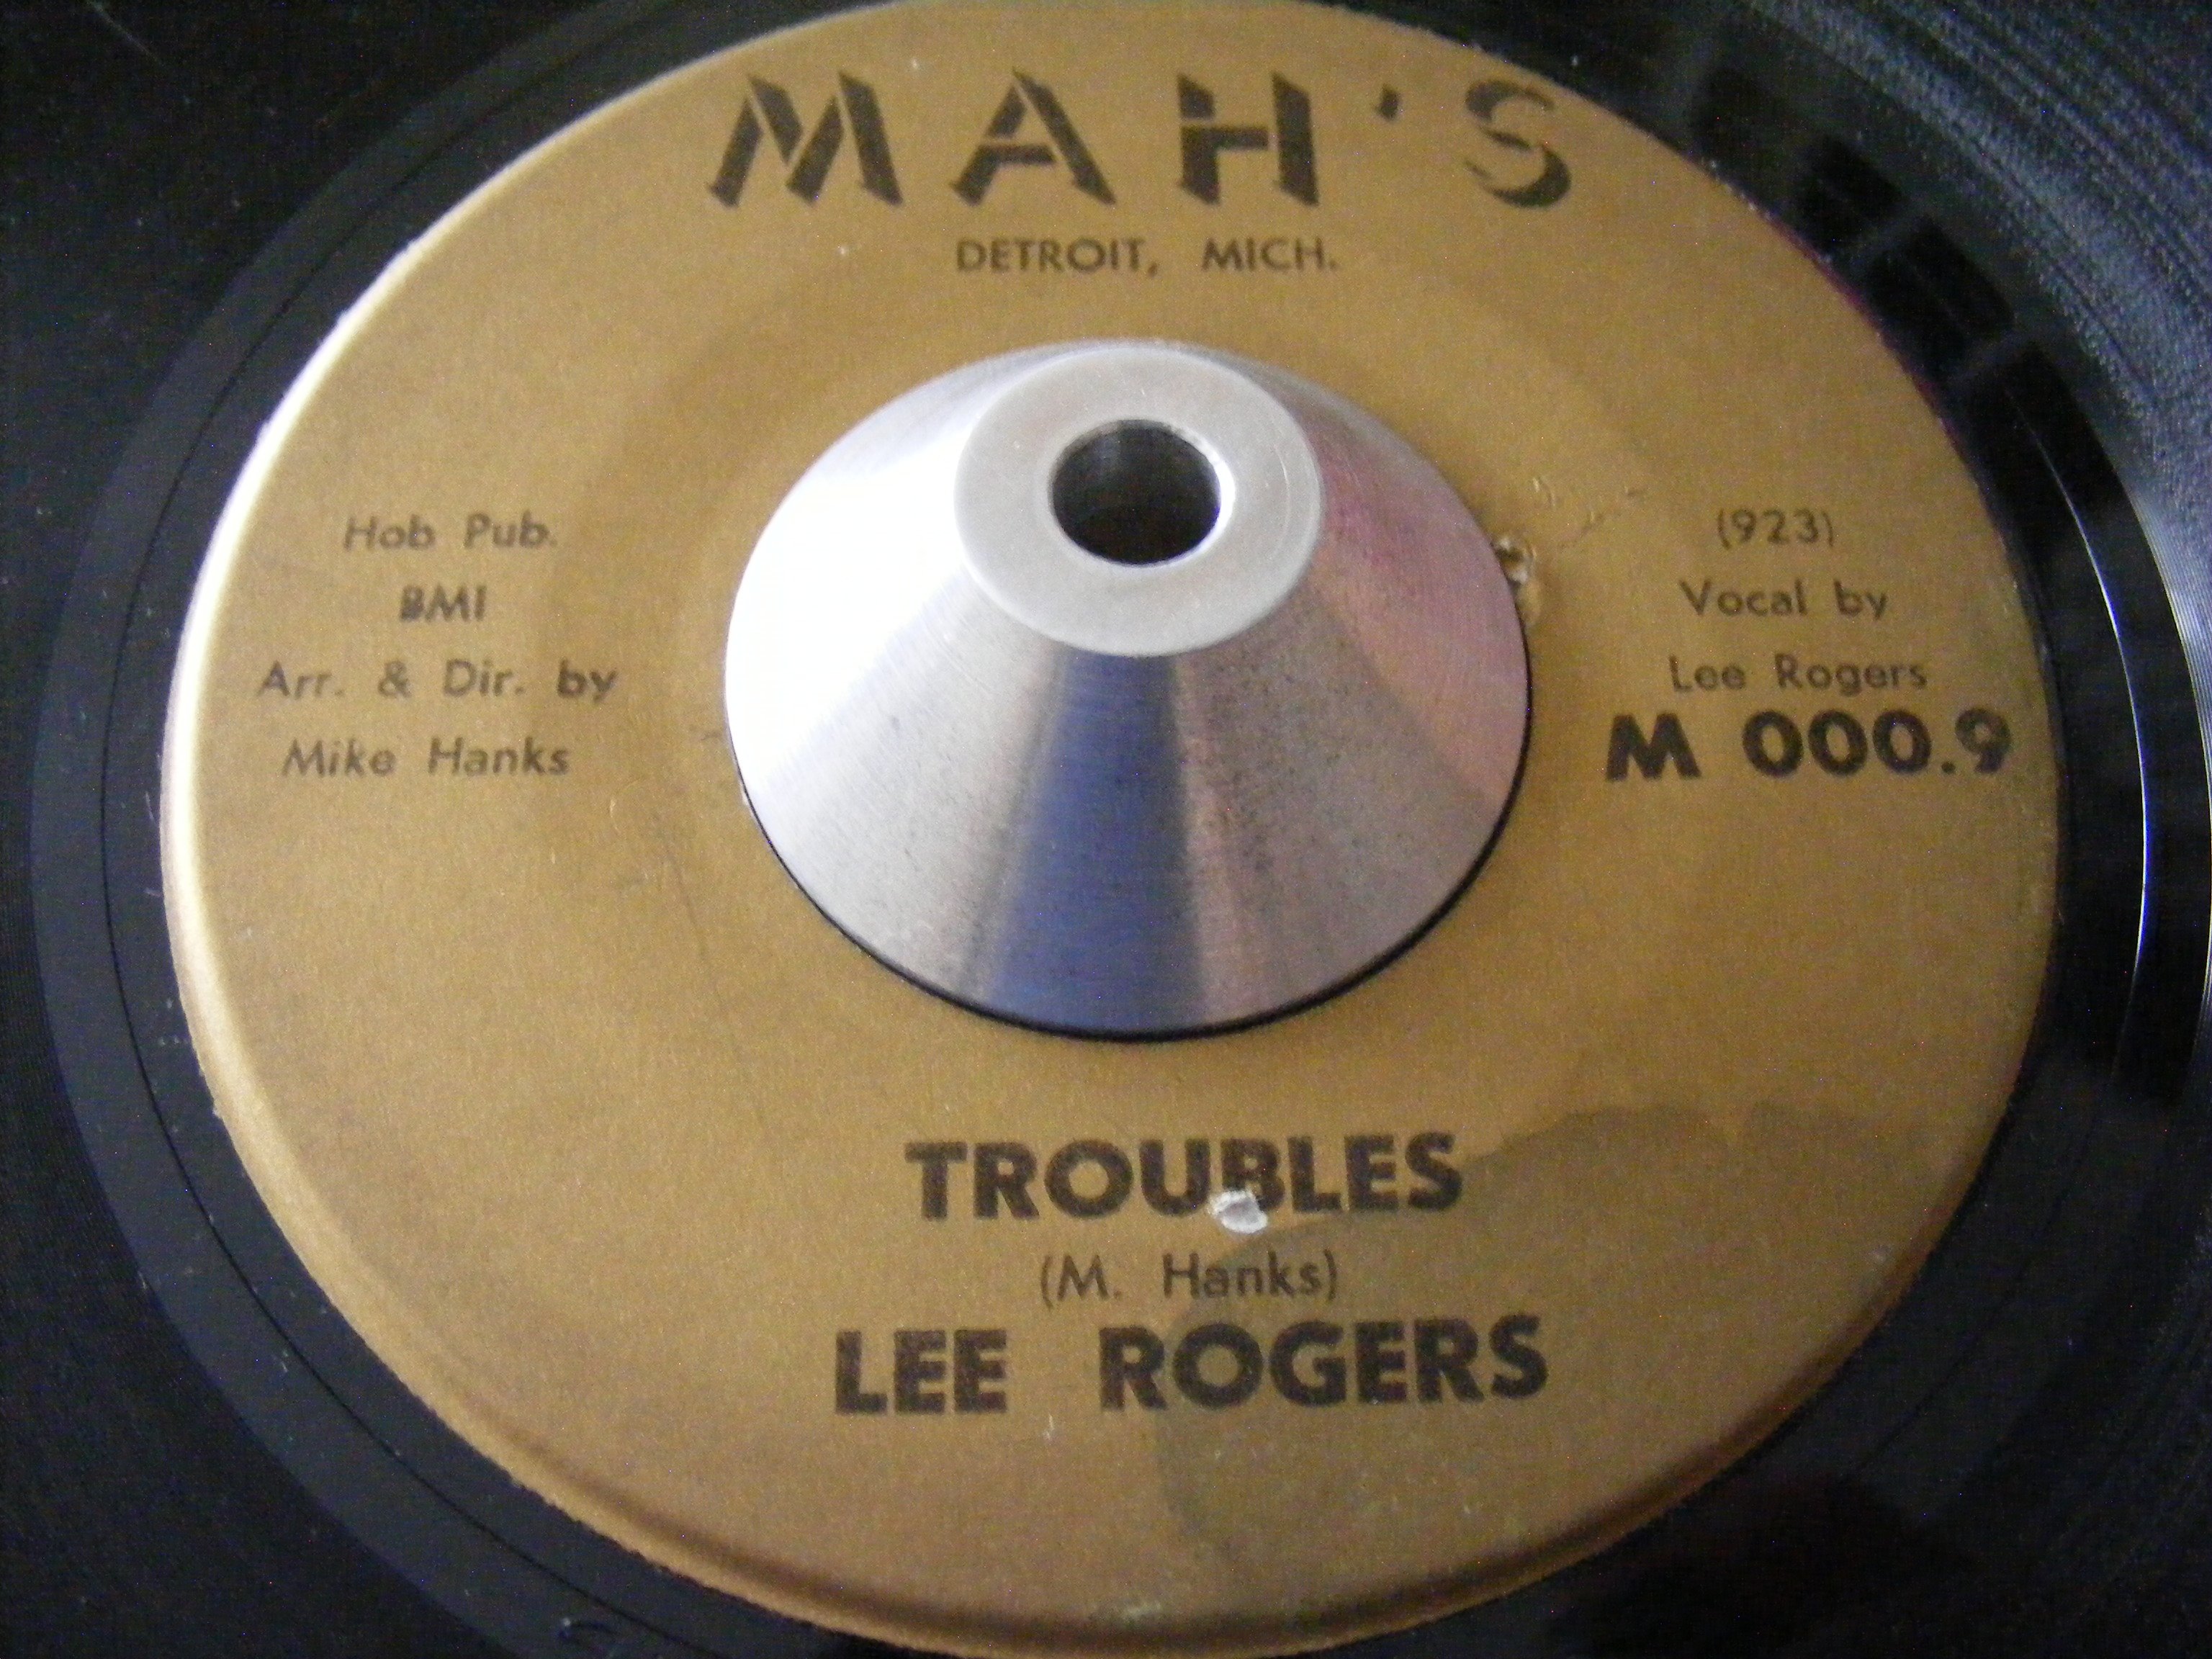 MAH'S
DETROIT, MICH.
Hob Pub.
BMI
Arr. & Dir. by
Mike Hanks
(923)
Vocal by
Lee Rogers
M 000.9
TROUBLES
(M. Hanks)
LEE ROGERS